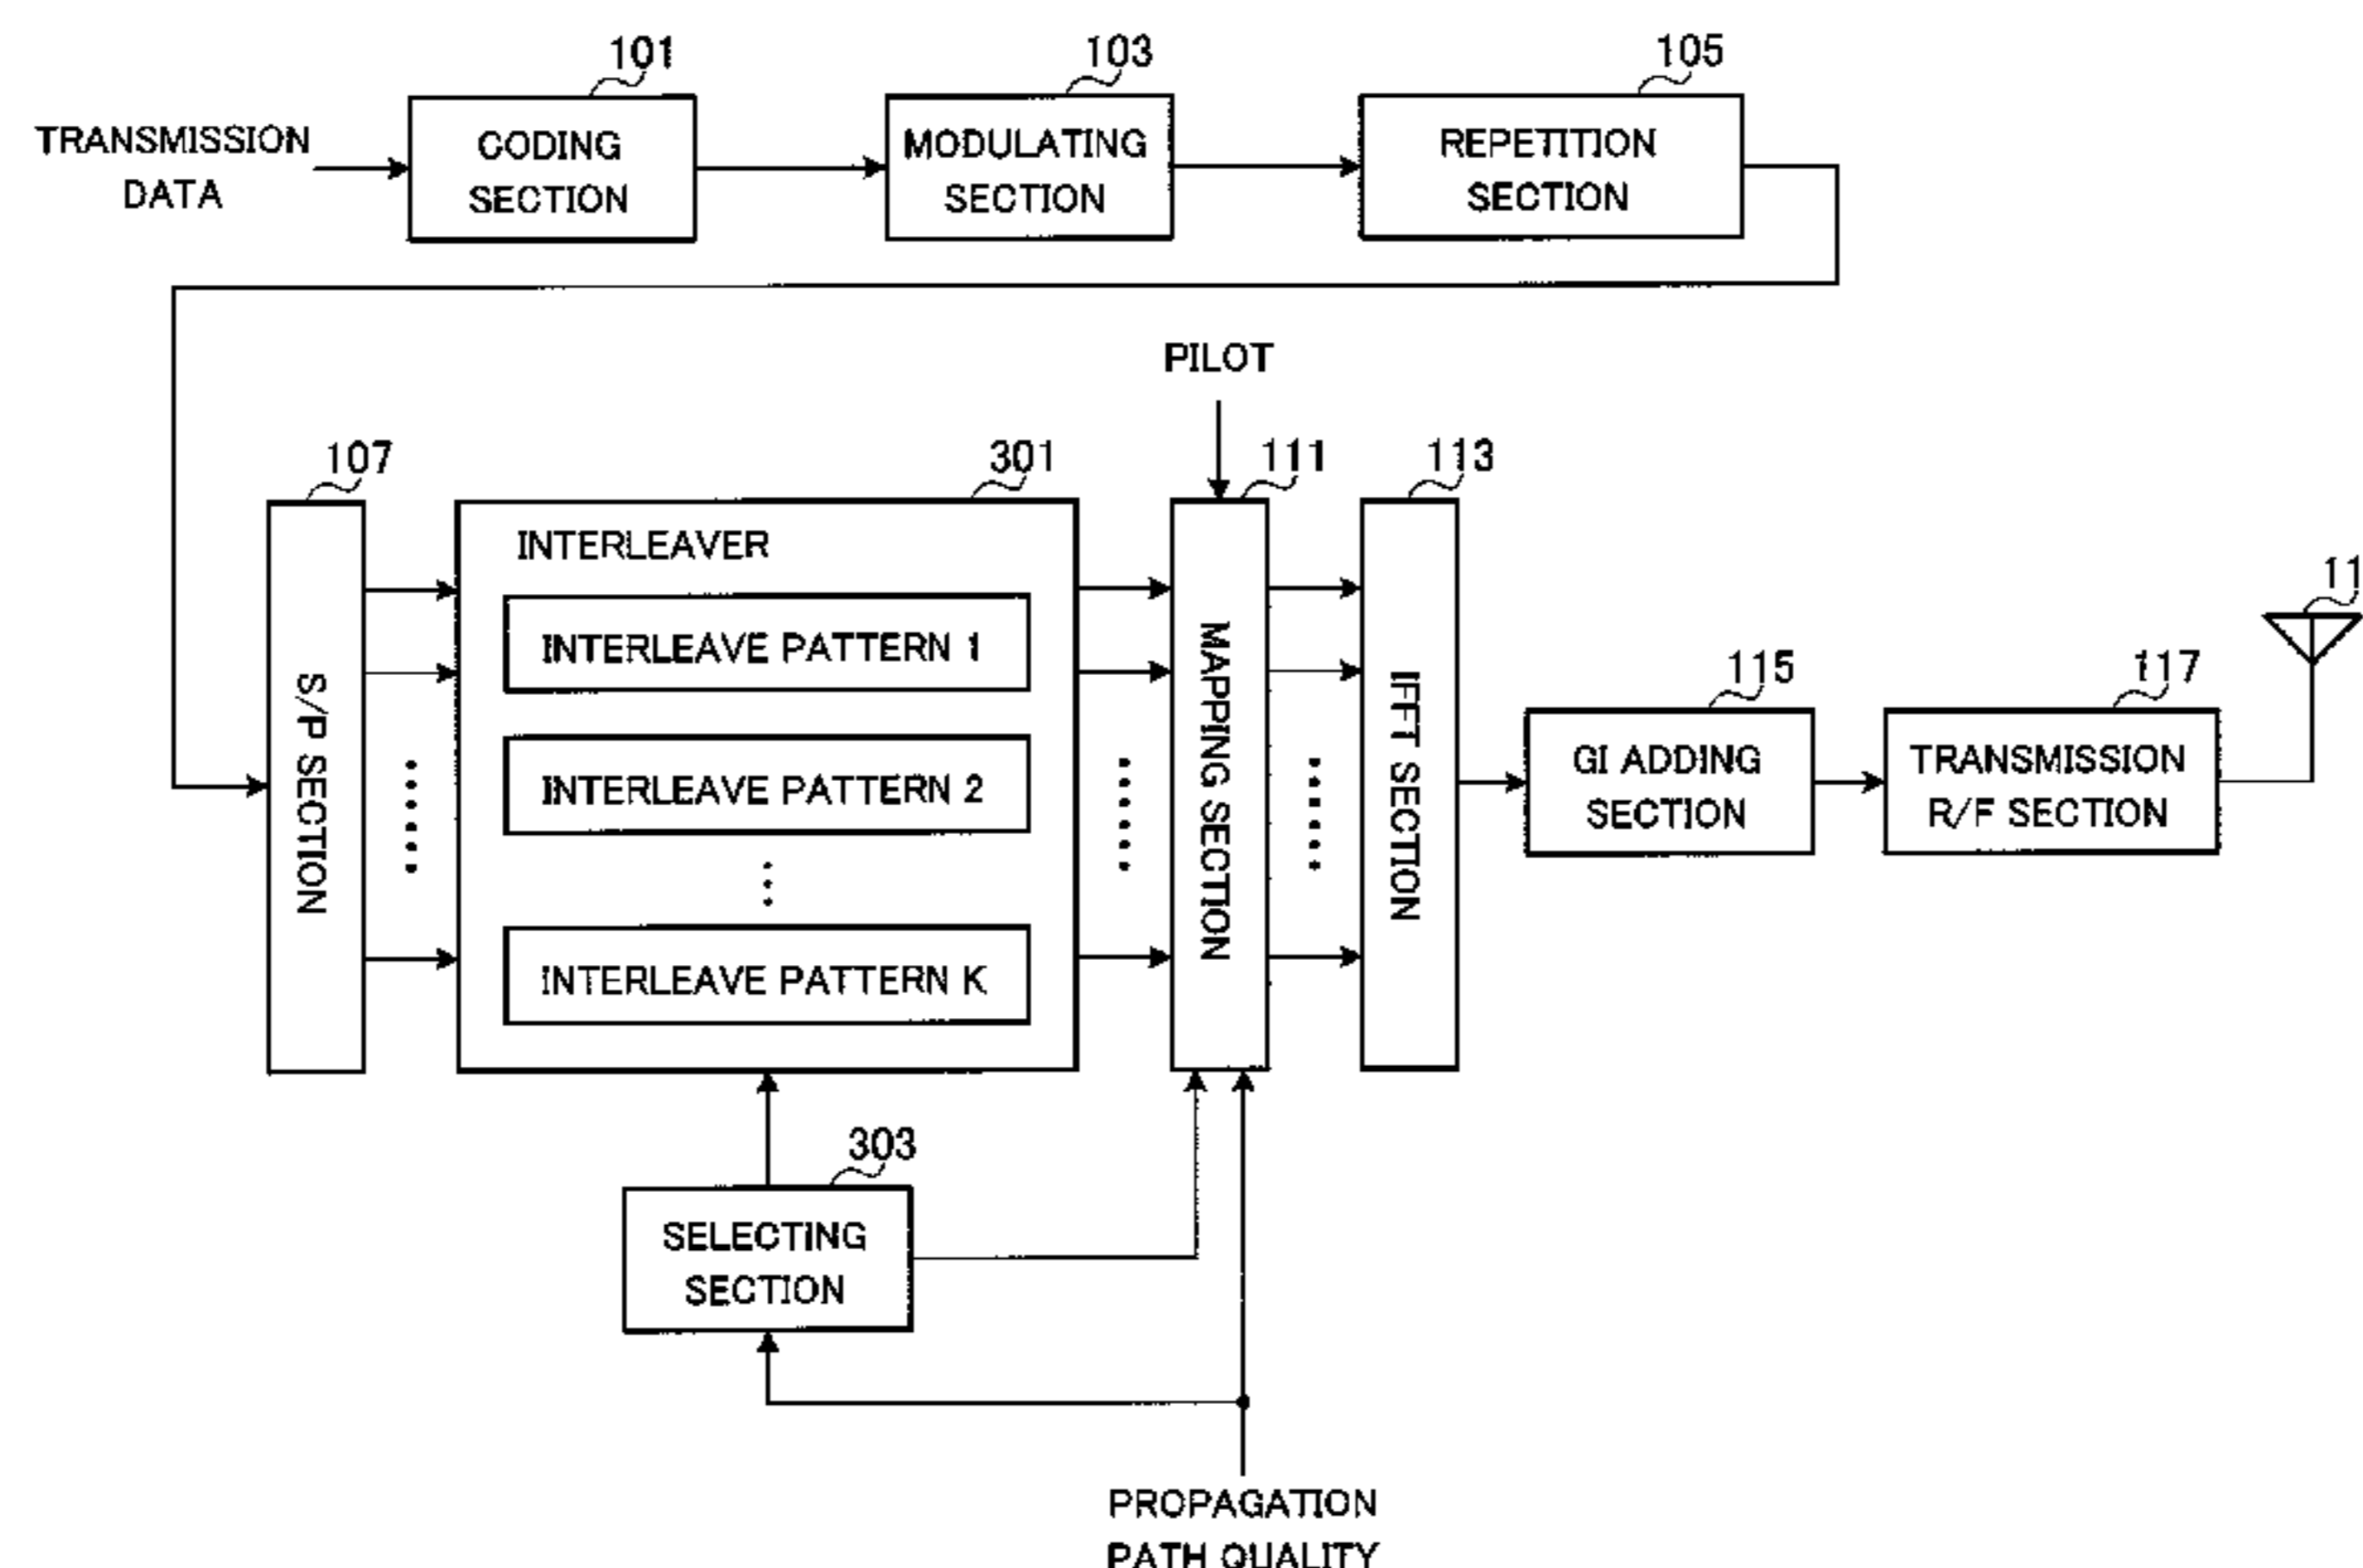 101
103
105
TRANSMISSION
DATA
CODING
SECTION
MODULATING
SECTION
REPETITION
SECTION
PILOT
107
301
111
113
S/P SECTION
INTERLEAVER
INTERLEAVE PATTERN 1
INTERLEAVE PATTERN 2
INTERLEAVE PATTERN K
MAPPING SECTION
IFFT SECTION
115
GI ADDING
SECTION
117
TRANSMISSION
R/F SECTION
11
303
SELECTING
SECTION
PROPAGATION
PATH QUALITY